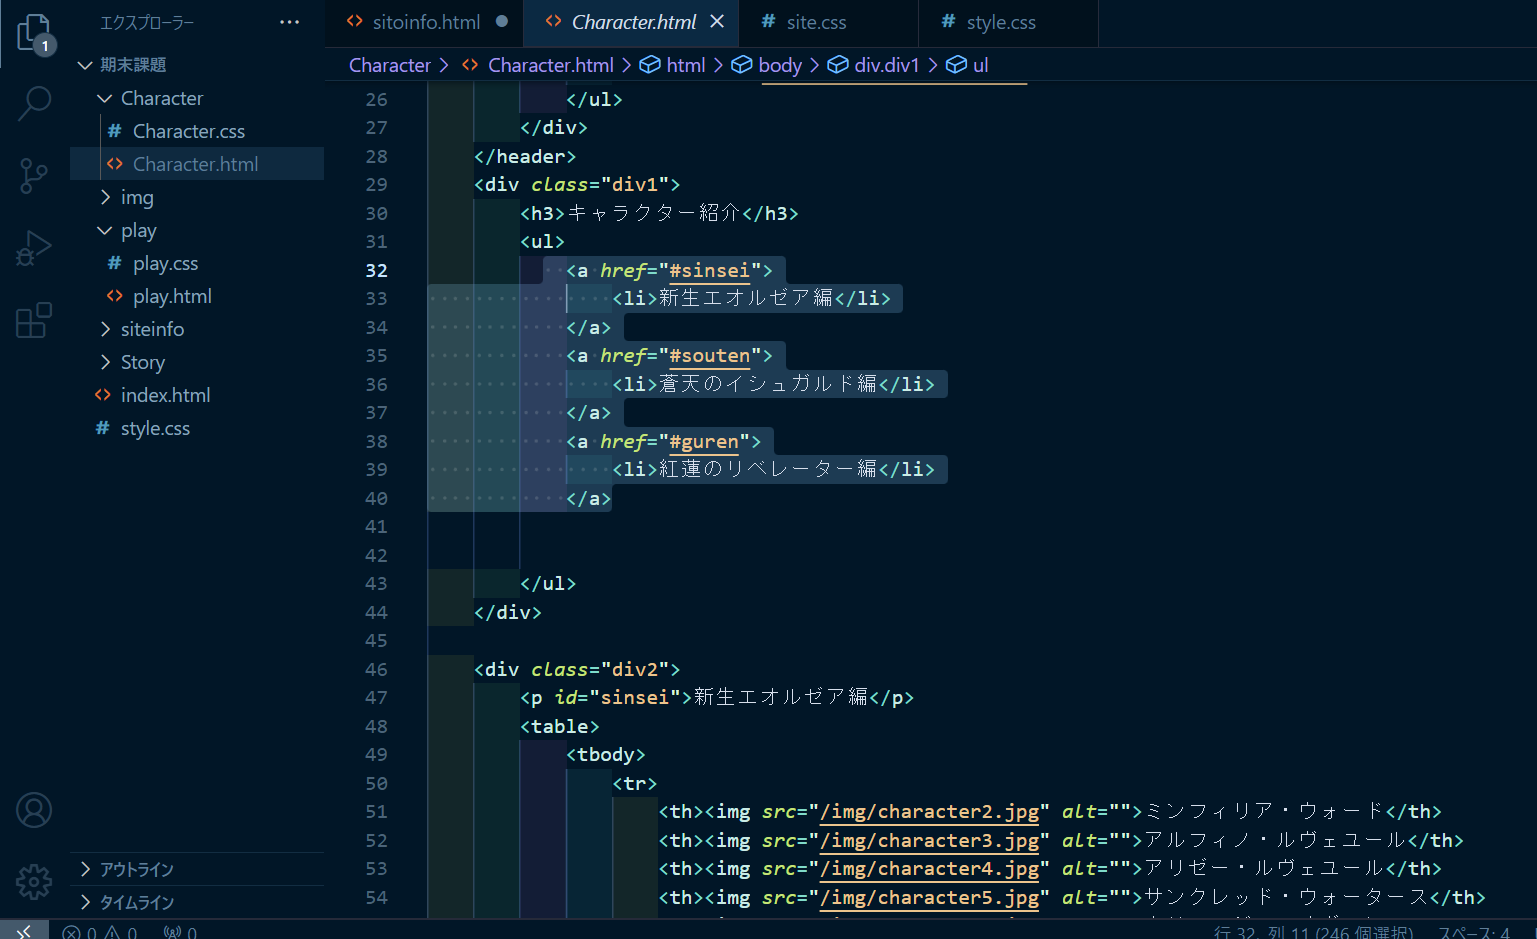 エクスプローラー
1
期末課題
Character
# Character.css
<> Character.html
img
play
# play.css
<> play.html
siteinfo
Story
<> index.html
# style.css
アウトライン
タイムライン
<> sitoinfo.html ●
<> Character.html ×
# site.css
# style.css
Character > <> Character.html > html > body > div.div1 > ul
26 </ul>
27 </div>
28 </header>
29 <div class="div1">
30 <h3>キャラクター紹介</h3>
31 <ul>
32 <a href="#sinsei">
33 <li>新生エオルゼア編</li>
34 </a>
35 <a href="#souten">
36 <li>蒼天のイシュガルド編</li>
37 </a>
38 <a href="#guren">
39 <li>紅蓮のリベレーター編</li>
40 </a>
41
42
43 </ul>
44 </div>
45
46 <div class="div2">
47 <p id="sinsei">新生エオルゼア編</p>
48 <table>
49 <tbody>
50 <tr>
51 <th><img src="/img/character2.jpg" alt="">ミンフィリア・ウォード</th>
52 <th><img src="/img/character3.jpg" alt="">アルフィノ・ルヴェユール</th>
53 <th><img src="/img/character4.jpg" alt="">アリゼー・ルヴェユール</th>
54 <th><img src="/img/character5.jpg" alt="">サンクレッド・ウォータース</th>
0 0 0
行 32、列 11 (246 個選択) スペース: 4